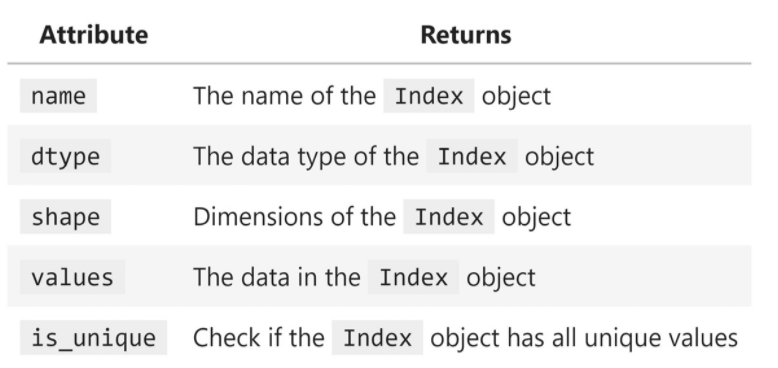 Attribute Returns
name The name of the Index object
dtype The data type of the Index object
shape Dimensions of the Index object
values The data in the Index object
is_unique Check if the Index object has all unique values